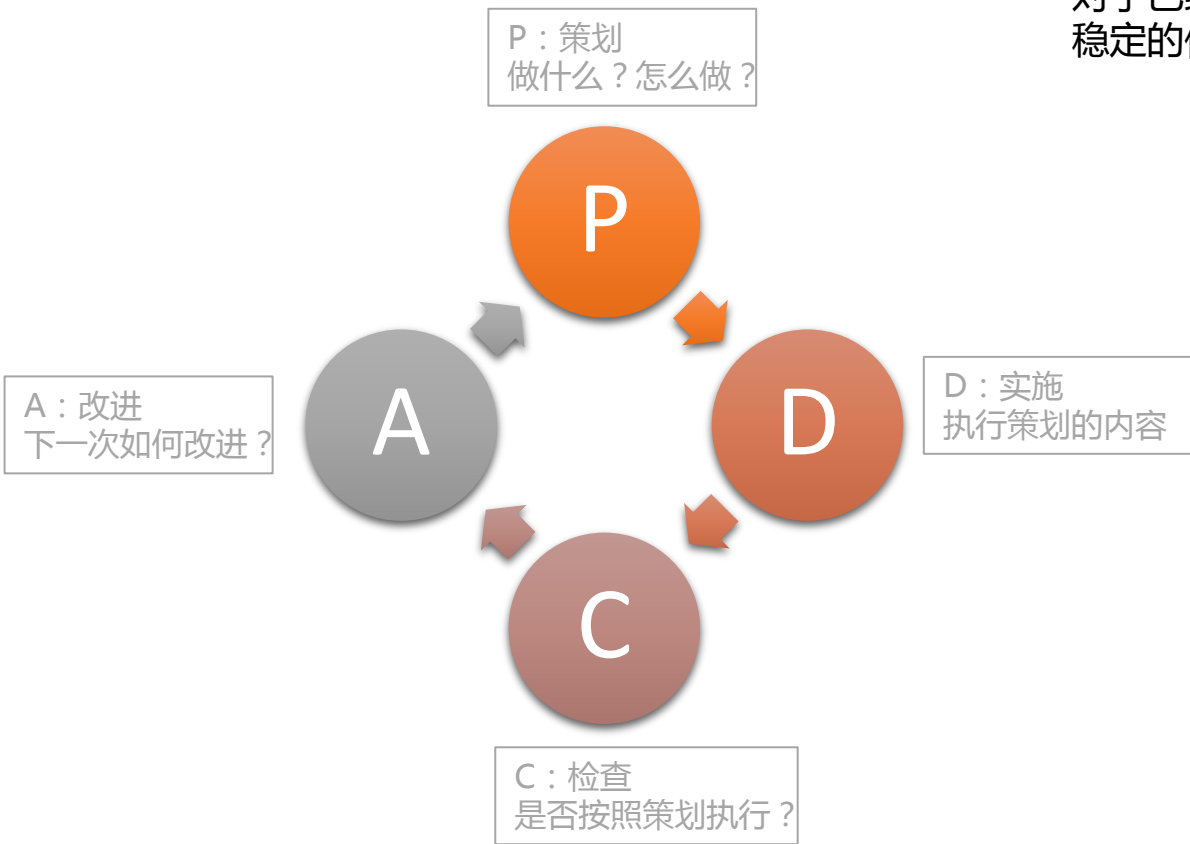 P：策划
做什么？怎么做？
稳定的
P
A
D
A：改进
下一次如何改进？
D：实施
执行策划的内容
C
C：检查
是否按照策划执行？